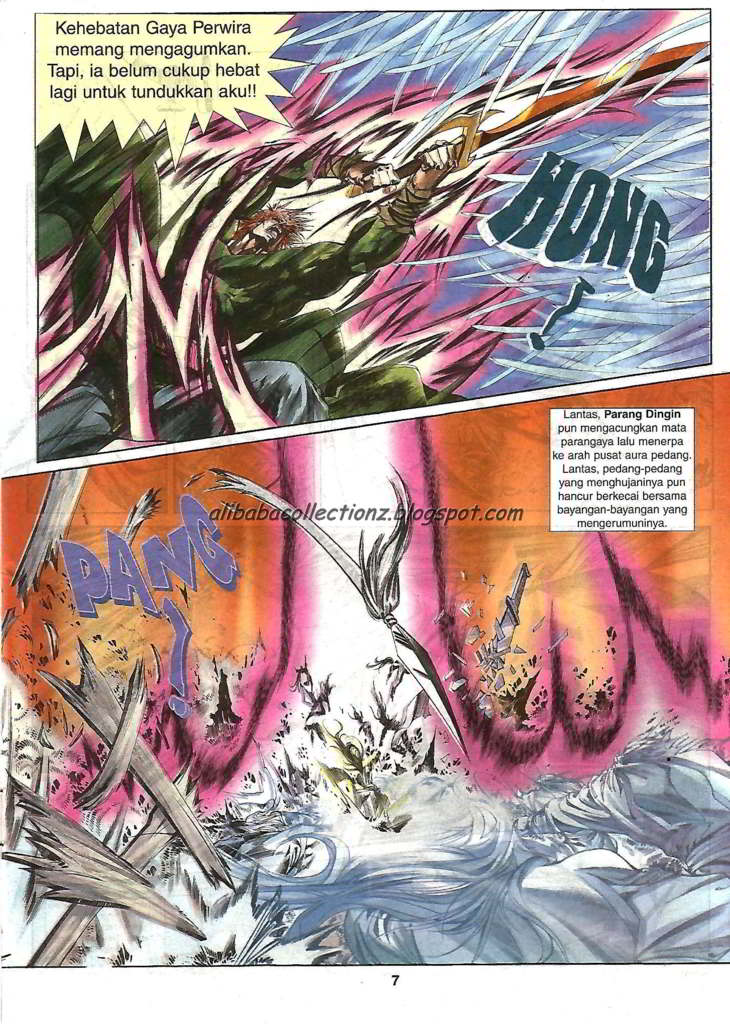 Kehebatan Gaya Perwira
memang mengagumkan.
Tapi, ia belum cukup hebat
lagi untuk tundukkan aku!!
HONG
Lantas, Parang Dingin
pun mengacungkan mata
parangaya lalu menerpa
ke arah pusat aura pedang.
Lantas, pedang-pedang
yang menghujaninya pun
hancur berkecai bersama
bayangan-bayangan yang
mengerumuninya.
alibabacollectionz.blogspot.com
PANG
!
7